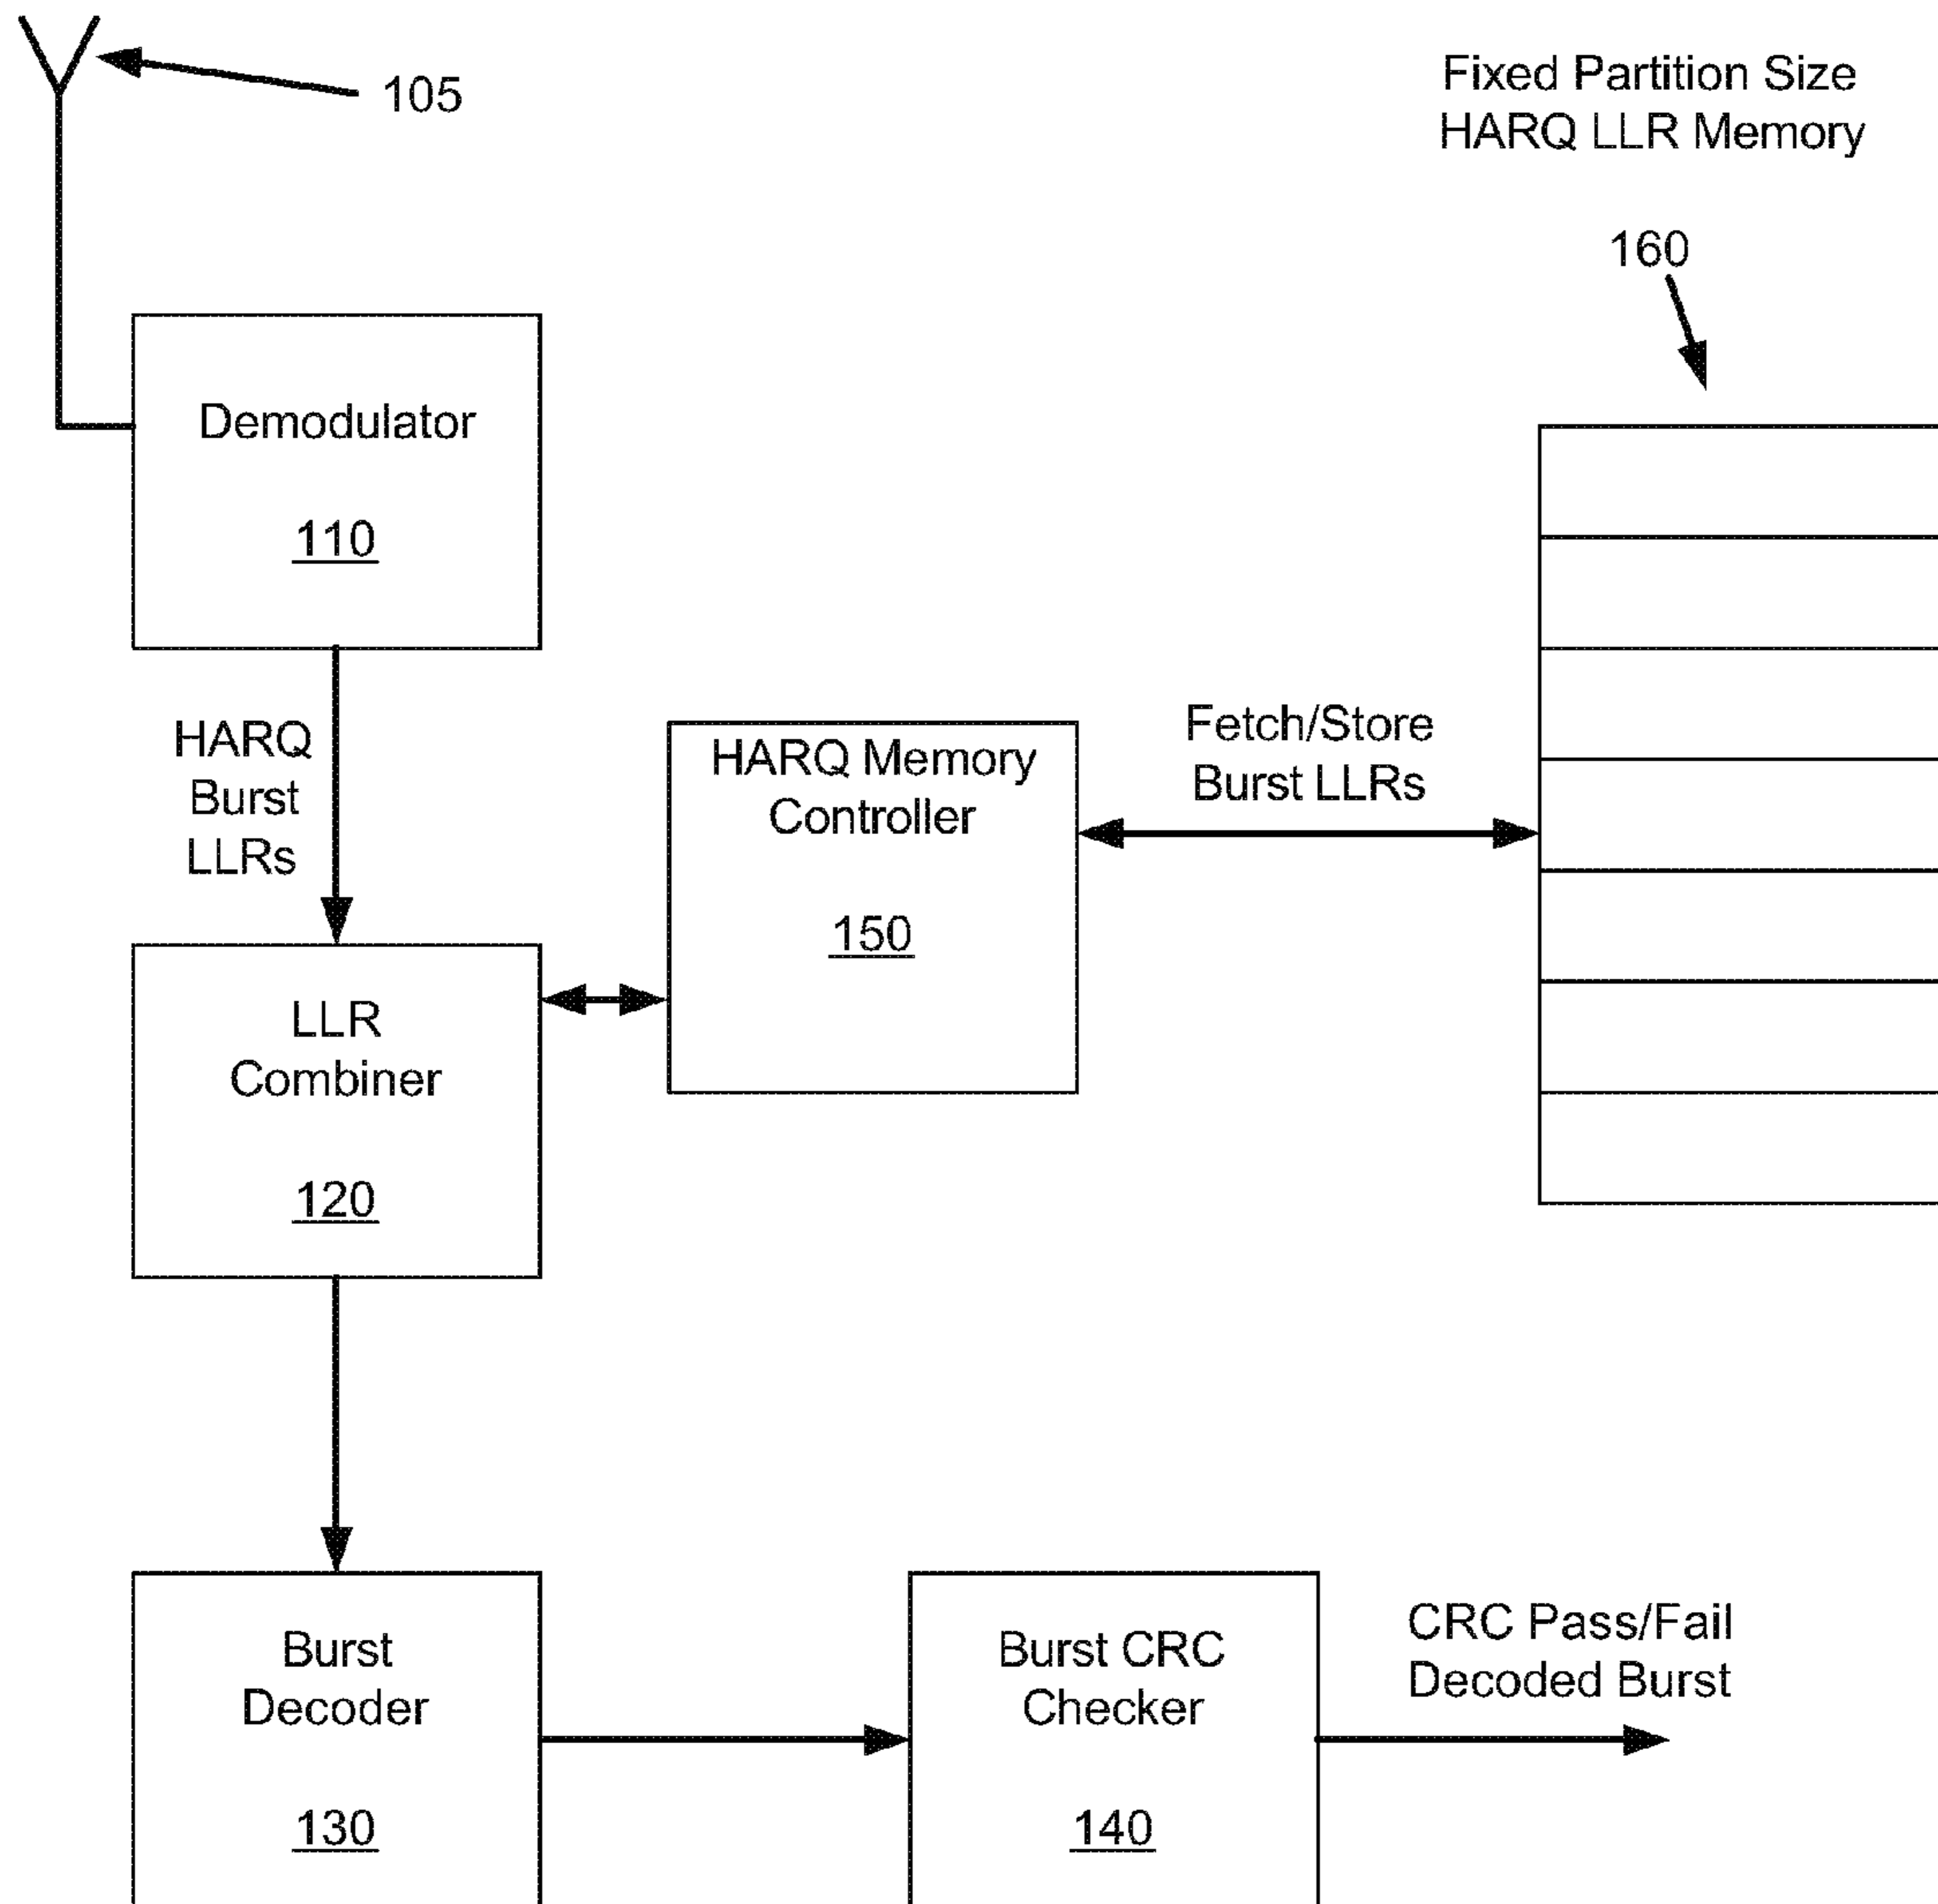 105
Fixed Partition Size
HARQ LLR Memory
160
Demodulator
110
HARQ
Burst
LLRs
HARQ Memory
Controller
150
Fetch/Store
Burst LLRs
LLR
Combiner
120
Burst
Decoder
130
Burst CRC
Checker
140
CRC Pass/Fail
Decoded Burst